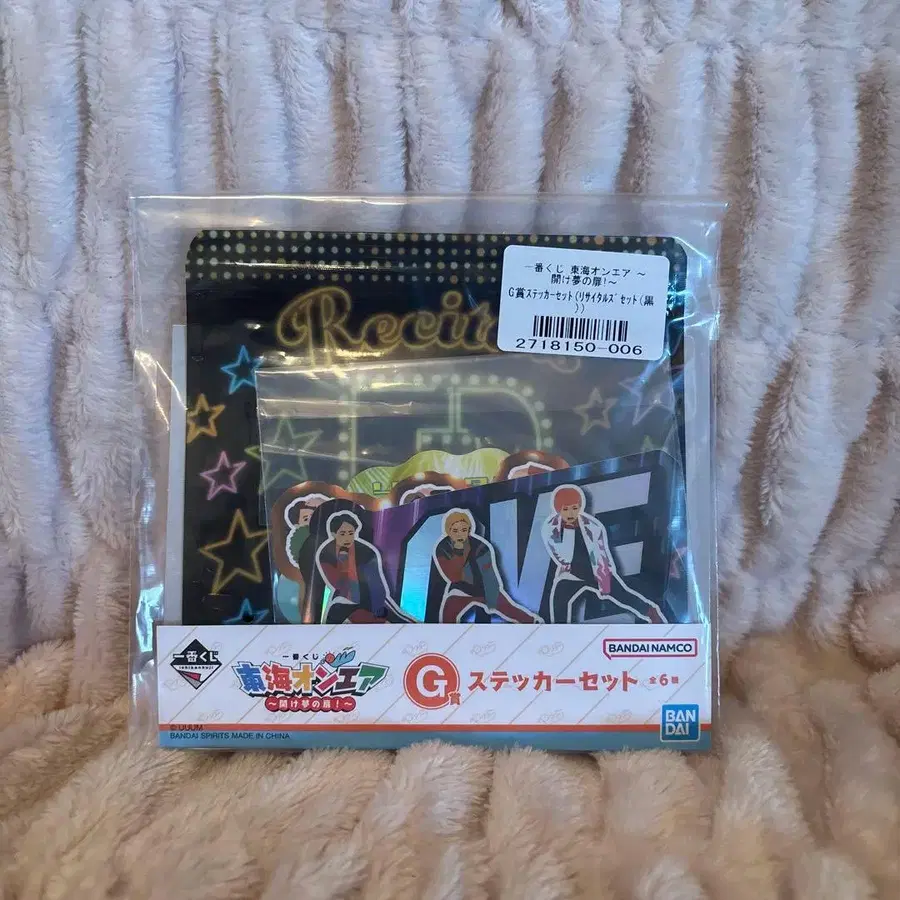 Recit
一番くじ 東海オンエア ～
開け夢の扉!～
G賞ステッカーセット(リサイタルズセット(黒
))
2718150-006
一番くじ
ICHIBANKUJI
一番くじ
東海オンエア
～開け夢の扉!～
G賞
ステッカーセット 全6種
BANDAI NAMCO
BAN
DAI
© UUUM
BANDAI SPIRITS MADE IN CHINA